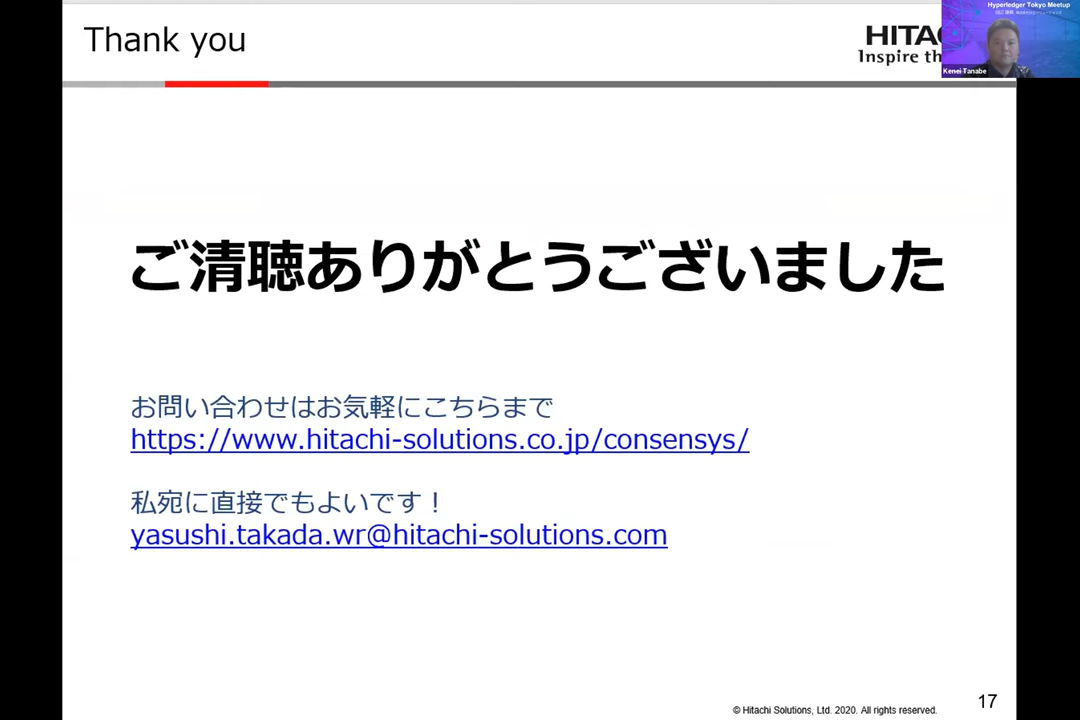 Thank you
HITAC
Inspire th
Hyperledger Tokyo Meetup
Kenei Tanabe
ご清聴ありがとうございました
お問い合わせはお気軽にこちらまで
https://www.hitachi-solutions.co.jp/consensys/
私宛に直接でもよいです！
yasushi.takada.wr@hitachi-solutions.com
© Hitachi Solutions, Ltd. 2020. All rights reserved.
17